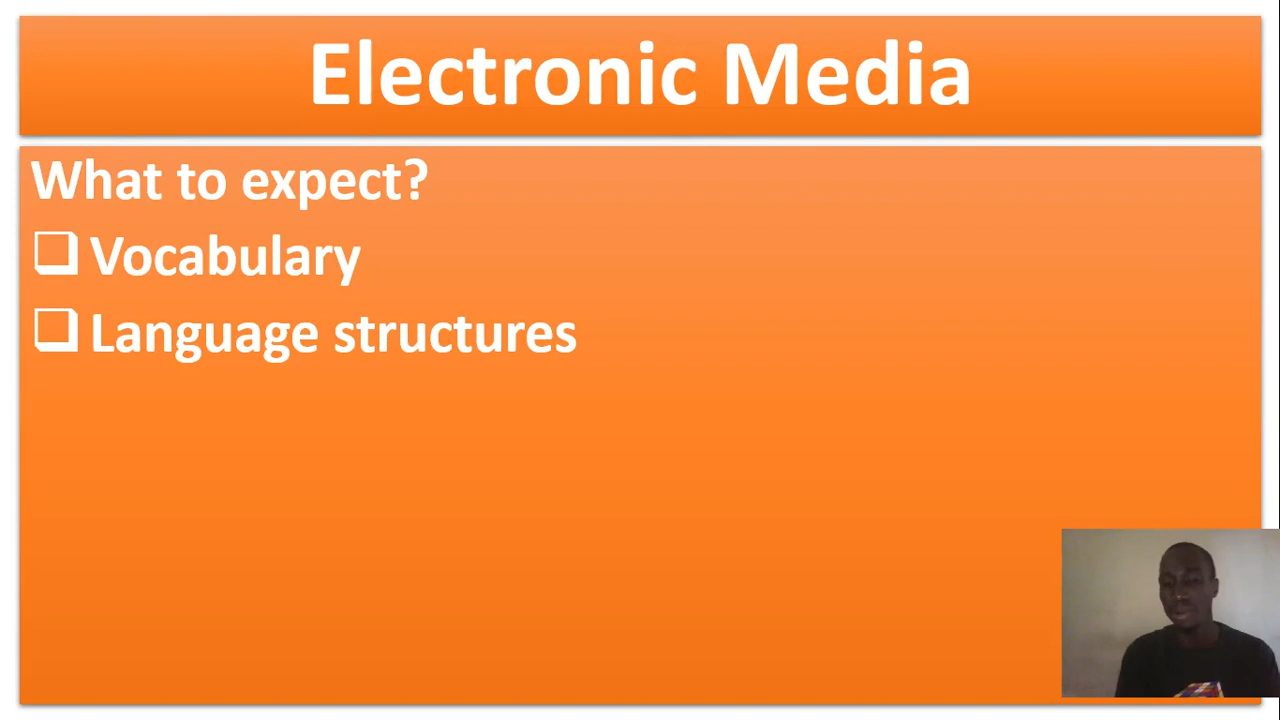 Electronic Media
What to expect?
❑ Vocabulary
❑ Language structures